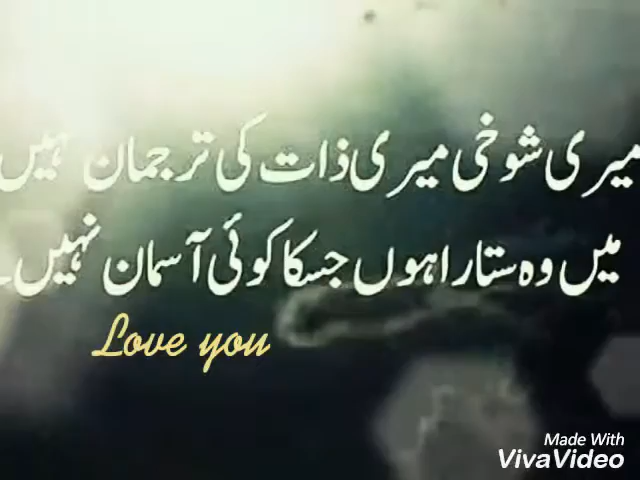 میری شوخی میری ذات کی ترجمان نہیں
میں وہ ستارا ہوں جسکا کوئی آسمان نہیں۔
Love you
Made With
VivaVideo